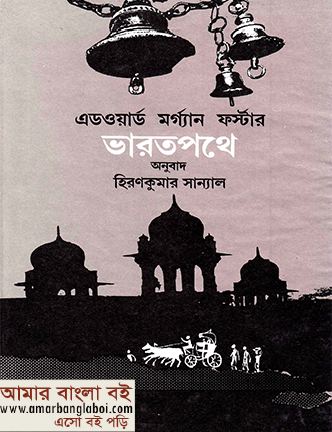 এডওয়ার্ড মর্গ্যান ফর্স্টার
ভারতপথে
অনুবাদ
হিরণকুমার সান্যাল
আমার বাংলা বই
www.amarbanglaboi.com
এসো বই পড়ি